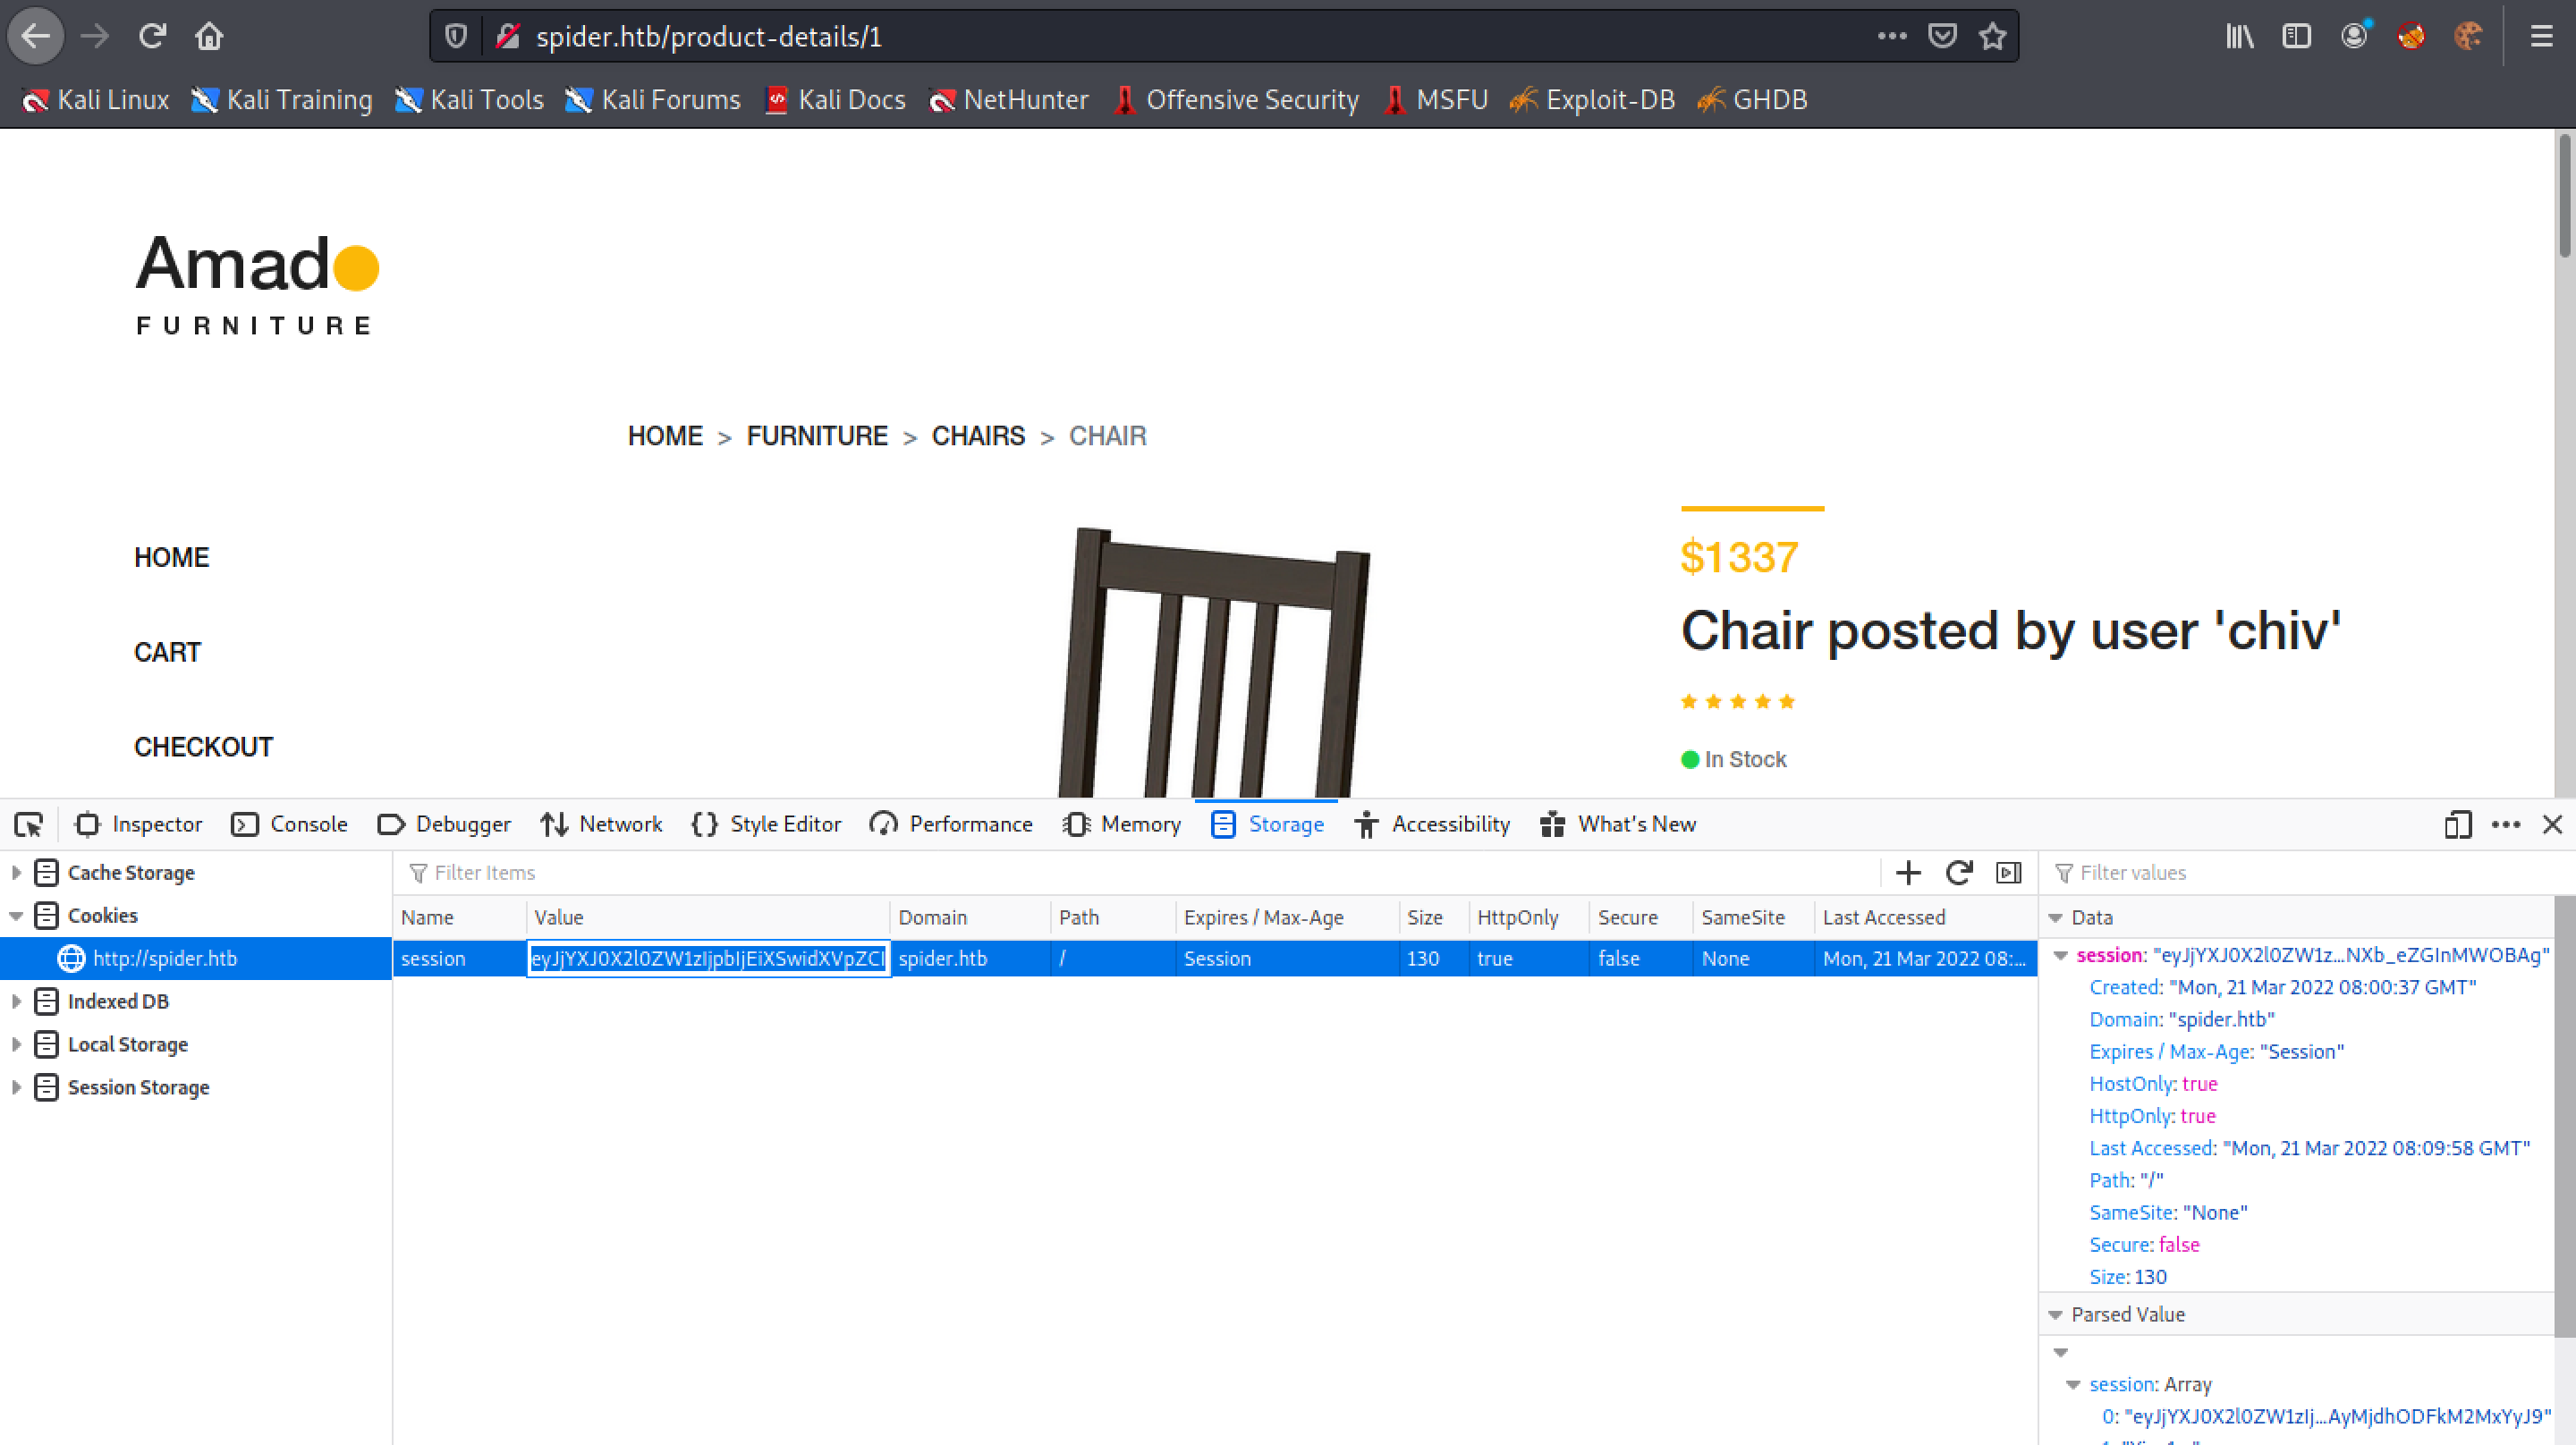 spider.htb/product-details/1
Kali Linux Kali Training Kali Tools Kali Forums Kali Docs NetHunter Offensive Security MSFU Exploit-DB GHDB
Amado
FURNITURE
HOME > FURNITURE > CHAIRS > CHAIR
HOME
CART
CHECKOUT
$1337
Chair posted by user 'chiv'
In Stock
Inspector Console Debugger Network Style Editor Performance Memory Storage Accessibility What's New
Cache Storage
Cookies
http://spider.htb
Indexed DB
Local Storage
Session Storage
Filter Items
Name Value Domain Path Expires / Max-Age Size HttpOnly Secure SameSite Last Accessed
session eyJjYXJ0X2l0ZW1zIjpbIjEiXSwidXVpZCI spider.htb / Session 130 true false None Mon, 21 Mar 2022 08:...
Filter values
Data
session: "eyJjYXJ0X2l0ZW1z...NXb_eZGInMWOBAg"
Created: "Mon, 21 Mar 2022 08:00:37 GMT"
Domain: "spider.htb"
Expires / Max-Age: "Session"
HostOnly: true
HttpOnly: true
Last Accessed: "Mon, 21 Mar 2022 08:09:58 GMT"
Path: "/"
SameSite: "None"
Secure: false
Size: 130
Parsed Value
session: Array
0: "eyJjYXJ0X2l0ZW1zIj...AyMjdhODFkM2MxYyJ9"